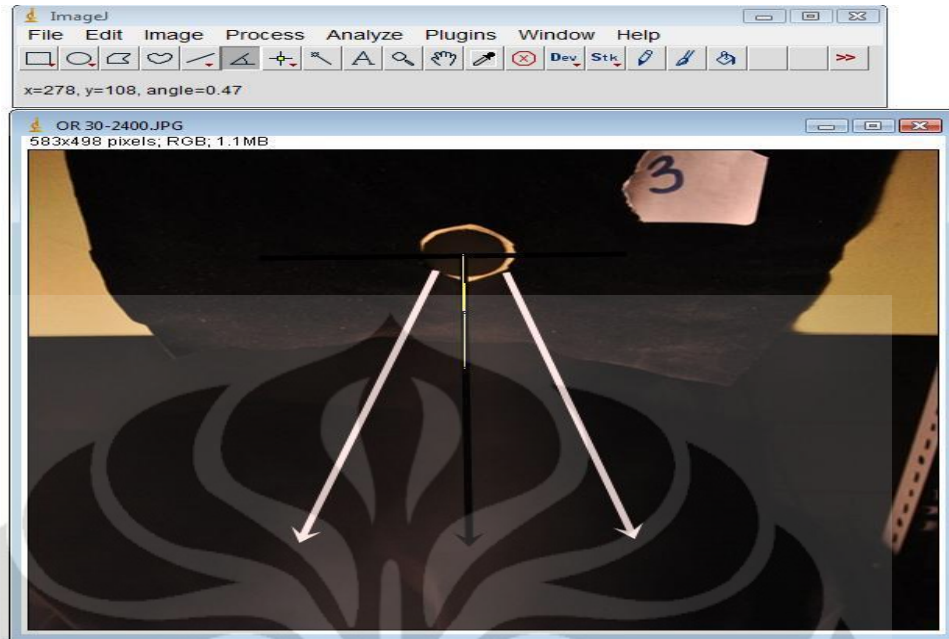 ImageJ
File Edit Image Process Analyze Plugins Window Help
A Dev Stk >>
x=278, y=108, angle=0.47
OR 30-2400.JPG
583x498 pixels; RGB; 1.1MB
3